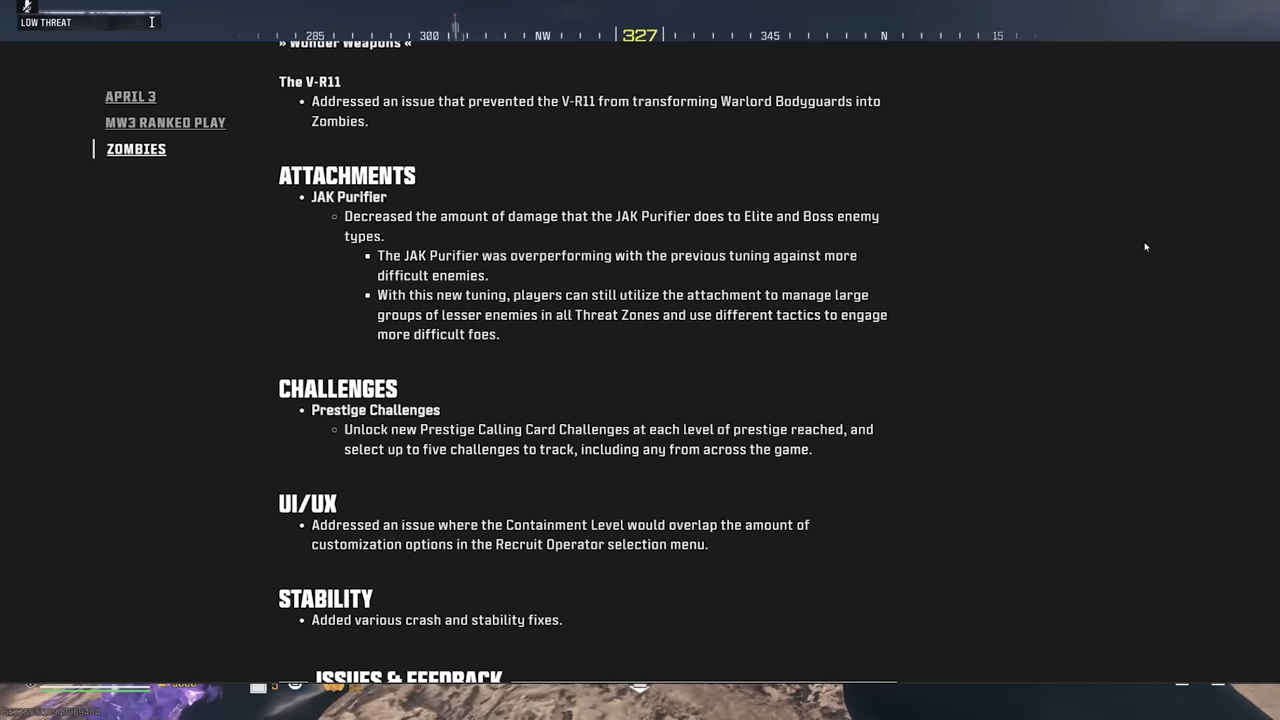 LOW THREAT
285 300 NW 327 345 N 15
» Wonder Weapons «
The V-R11
APRIL 3
• Addressed an issue that prevented the V-R11 from transforming Warlord Bodyguards into
Zombies.
MW3 RANKED PLAY
ZOMBIES
ATTACHMENTS
• JAK Purifier
Decreased the amount of damage that the JAK Purifier does to Elite and Boss enemy
types.
The JAK Purifier was overperforming with the previous tuning against more
difficult enemies.
With this new tuning, players can still utilize the attachment to manage large
groups of lesser enemies in all Threat Zones and use different tactics to engage
more difficult foes.
CHALLENGES
• Prestige Challenges
Unlock new Prestige Calling Card Challenges at each level of prestige reached, and
select up to five challenges to track, including any from across the game.
UI/UX
• Addressed an issue where the Containment Level would overlap the amount of
customization options in the Recruit Operator selection menu.
STABILITY
• Added various crash and stability fixes.
ISSUES & FEEDBACK